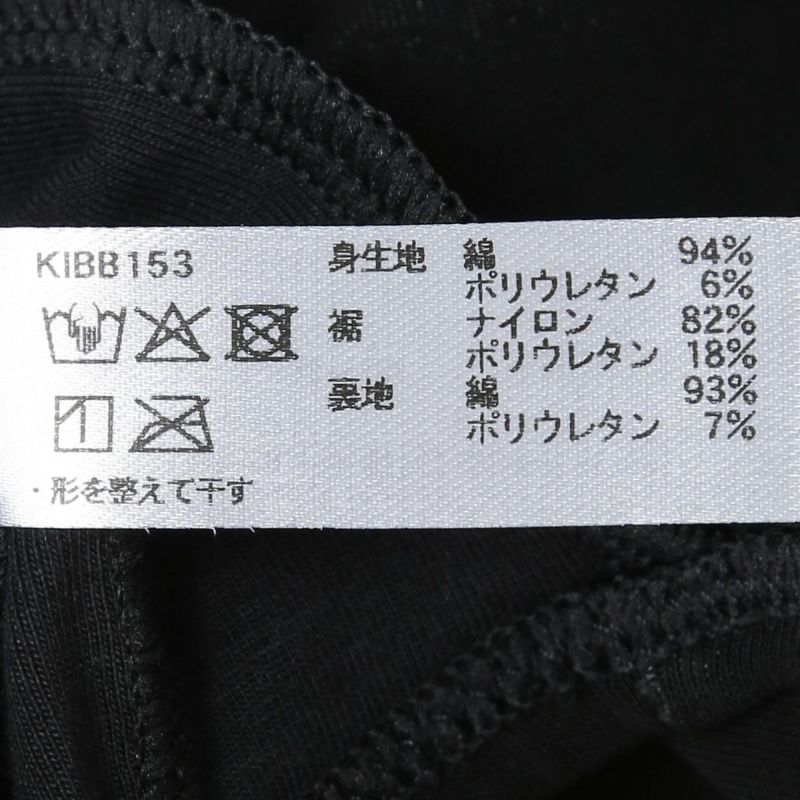 KIBB153
身生地 綿 94%
ポリウレタン 6%
裾 ナイロン 82%
ポリウレタン 18%
裏地 綿 93%
ポリウレタン 7%
・形を整えて干す